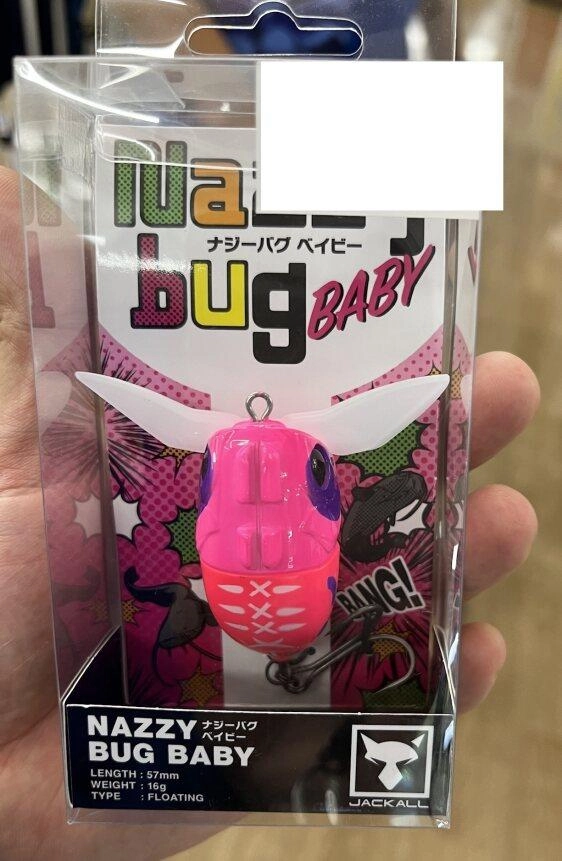 ナジーバグ ベイビー
bug BABY
BANG!
NAZZY ナジーバグ
BUG BABY ベイビー
LENGTH : 57mm
WEIGHT : 16g
TYPE : FLOATING
JACKALL